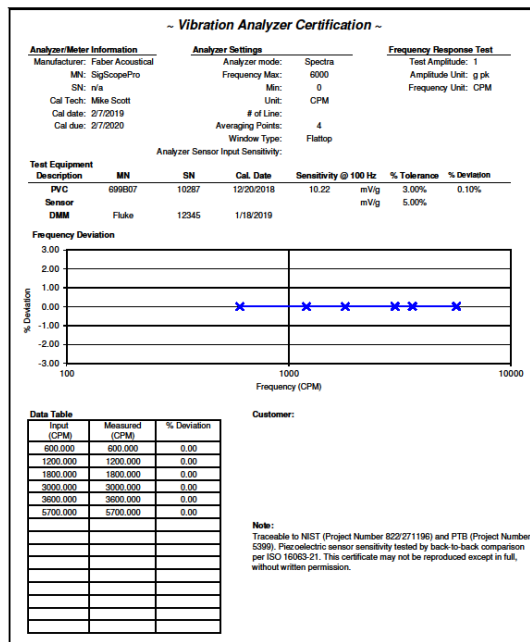 ~ Vibration Analyzer Certification ~
Analyzer/Meter Information
Manufacturer: Faber Acoustical
MN: SigScopePro
SN: n/a
Cal Tech: Mike Scott
Cal date: 2/7/2019
Cal due: 2/7/2020
Analyzer Settings
Analyzer mode: Spectra
Frequency Max: 6000
Min: 0
Unit: CPM
# of Line:
Averaging Points: 4
Window Type: Flattop
Analyzer Sensor Input Sensitivity:
Frequency Response Test
Test Amplitude: 1
Amplitude Unit: g pk
Frequency Unit: CPM
Test Equipment
Description MN SN Cal. Date Sensitivity @ 100 Hz % Tolerance % Deviation
PVC 699B07 10287 12/20/2018 10.22 mV/g 3.00% 0.10%
Sensor mV/g 5.00%
DMM Fluke 12345 1/18/2019
Frequency Deviation
% Deviation
3.00
2.00
1.00
0.00
-1.00
-2.00
-3.00
100 1000 10000
Frequency (CPM)
Data Table
Input (CPM) Measured (CPM) % Deviation
600.000 600.000 0.00
1200.000 1200.000 0.00
1800.000 1800.000 0.00
3000.000 3000.000 0.00
3600.000 3600.000 0.00
5700.000 5700.000 0.00
Customer:
Note:
Traceable to NIST (Project Number 822/271196) and PTB (Project Number
5399). Piezoelectric sensor sensitivity tested by back-to-back comparison
per ISO 16063-21. This certificate may not be reproduced except in full,
without written permission.